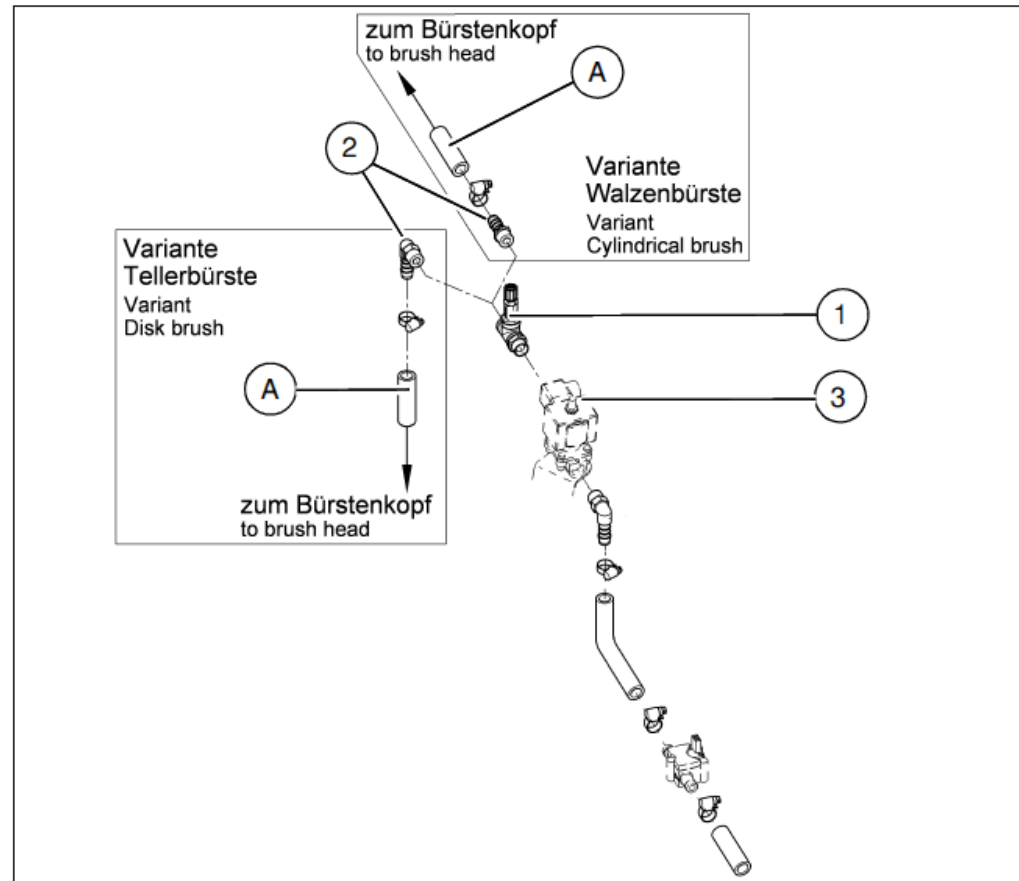 zum Bürstenkopf
to brush head
A
2
Variante
Walzenbürste
Variant
Cylindrical brush
Variante
Tellerbürste
Variant
Disk brush
1
A
3
zum Bürstenkopf
to brush head